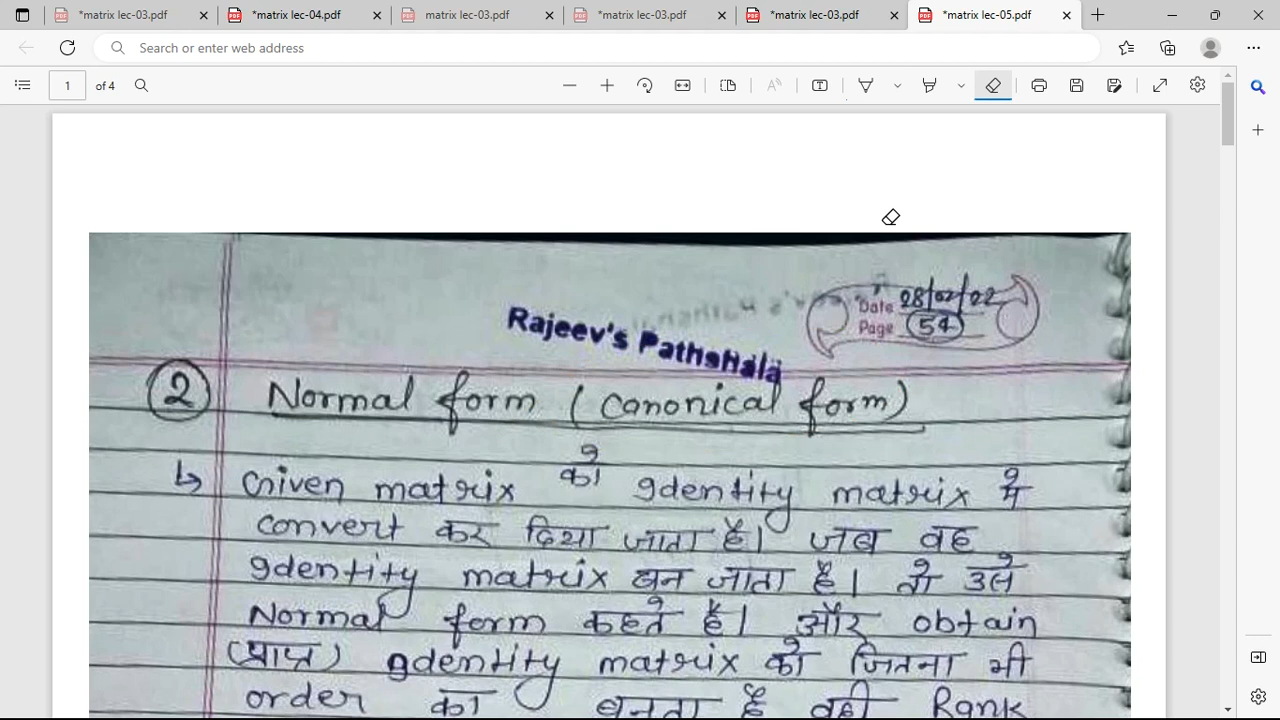 *matrix lec-03.pdf
*matrix lec-04.pdf
matrix lec-03.pdf
*matrix lec-03.pdf
*matrix lec-03.pdf
*matrix lec-05.pdf
Search or enter web address
1 of 4
Rajeev's Pathshala
Date 28/02/22
Page 54
2 Normal form (Canonical form)
↳ Given matrix को Identity matrix में
convert कर दिया जाता है। जब वह
Identity matrix बन जाता है। तो उसे
Normal form कहते है। और obtain
(प्राप्त) Identity matrix को जितना भी
order का बनता है वही Rank